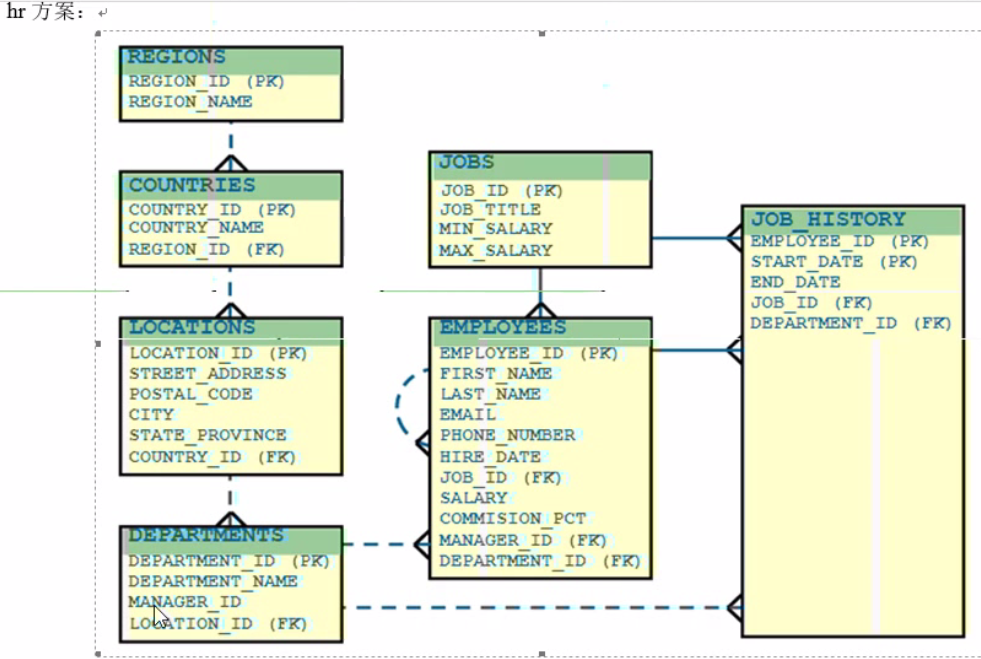 hr 方案：
REGIONS
REGION_ID (PK)
REGION_NAME
COUNTRIES
COUNTRY_ID (PK)
COUNTRY_NAME
REGION_ID (FK)
LOCATIONS
LOCATION_ID (PK)
STREET_ADDRESS
POSTAL_CODE
CITY
STATE_PROVINCE
COUNTRY_ID (FK)
DEPARTMENTS
DEPARTMENT_ID (PK)
DEPARTMENT_NAME
MANAGER_ID
LOCATION_ID (FK)
JOBS
JOB_ID (PK)
JOB_TITLE
MIN_SALARY
MAX_SALARY
EMPLOYEES
EMPLOYEE_ID (PK)
FIRST_NAME
LAST_NAME
EMAIL
PHONE_NUMBER
HIRE_DATE
JOB_ID (FK)
SALARY
COMMISION_PCT
MANAGER_ID (FK)
DEPARTMENT_ID (FK)
JOB_HISTORY
EMPLOYEE_ID (PK)
START_DATE (PK)
END_DATE
JOB_ID (FK)
DEPARTMENT_ID (FK)